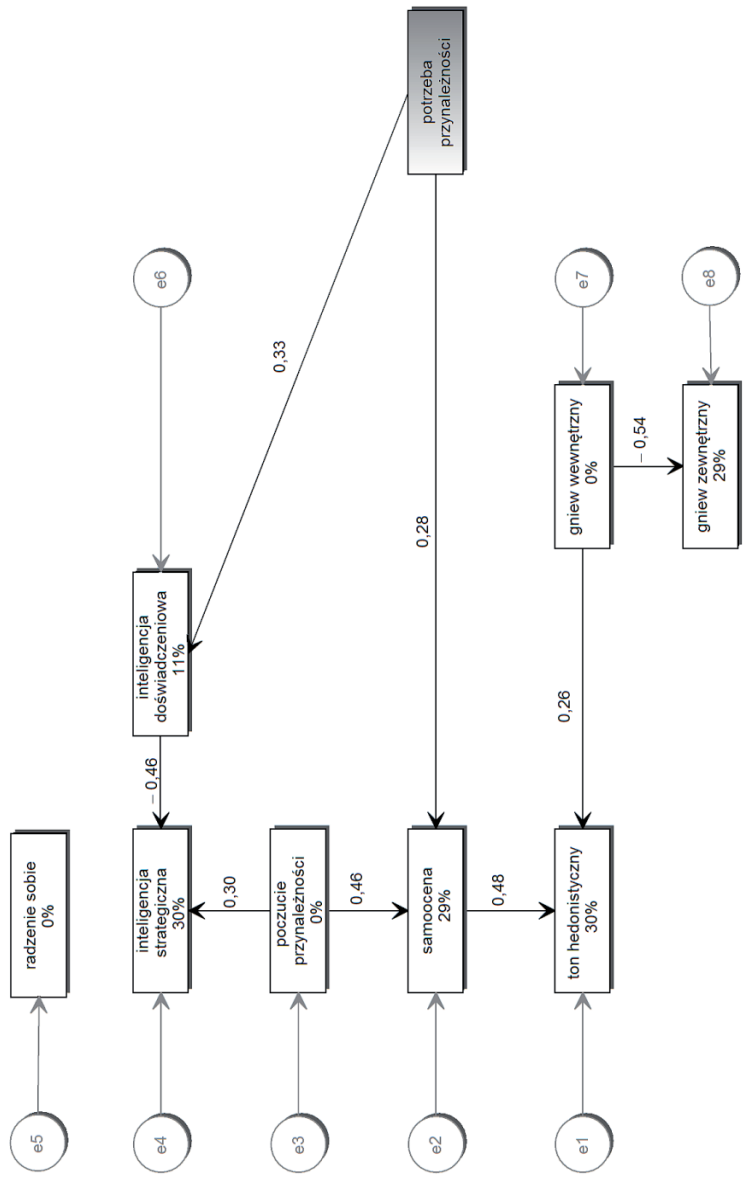 e5
radzenie sobie
0%
e4
inteligencja
strategiczna
30%
− 0,46
inteligencja
doświadczeniowa
11%
e6
0,30
0,33
e3
poczucie
przynależności
0%
0,46
e2
samoocena
29%
0,28
potrzeba
przynależności
0,48
e1
ton hedonistyczny
30%
0,26
gniew wewnętrzny
0%
e7
− 0,54
gniew zewnętrzny
29%
e8